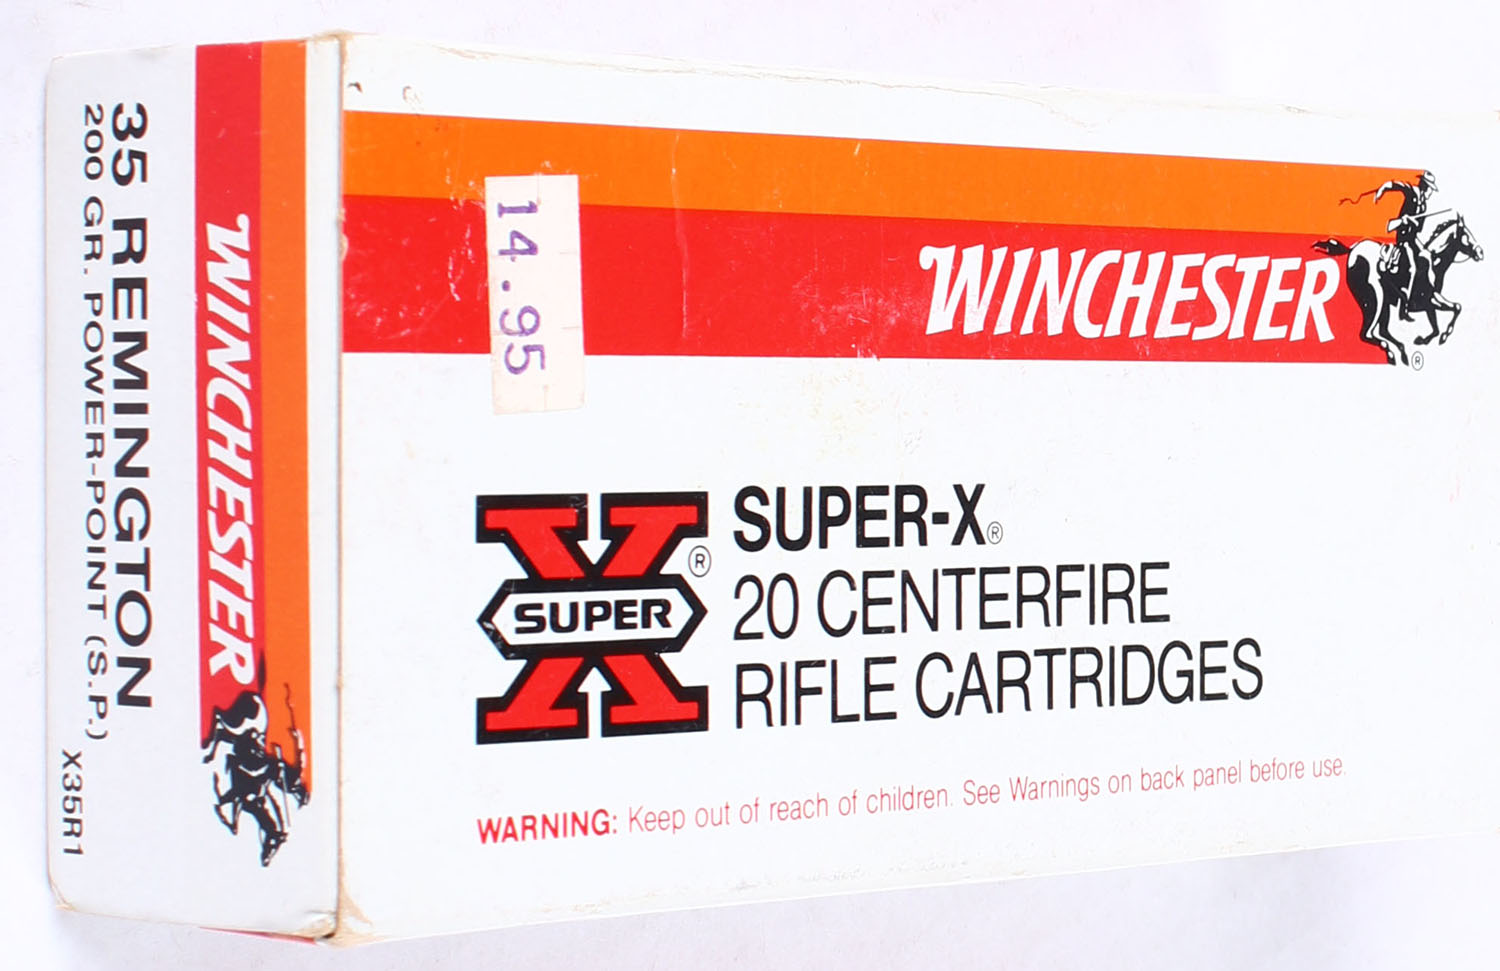 35 REMINGTON
200 GR. POWER-POINT (S.P.)
X35R1
WINCHESTER
14.95
WINCHESTER
®
X
SUPER
®
SUPER-X®
20 CENTERFIRE
RIFLE CARTRIDGES
WARNING: Keep out of reach of children. See Warnings on back panel before use.